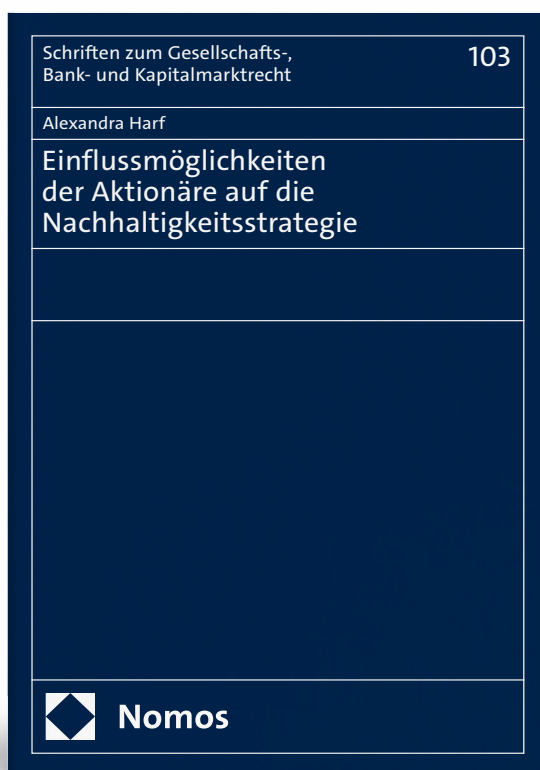 Schriften zum Gesellschafts-,
Bank- und Kapitalmarktrecht
103
Alexandra Harf
Einflussmöglichkeiten
der Aktionäre auf die
Nachhaltigkeitsstrategie
Nomos